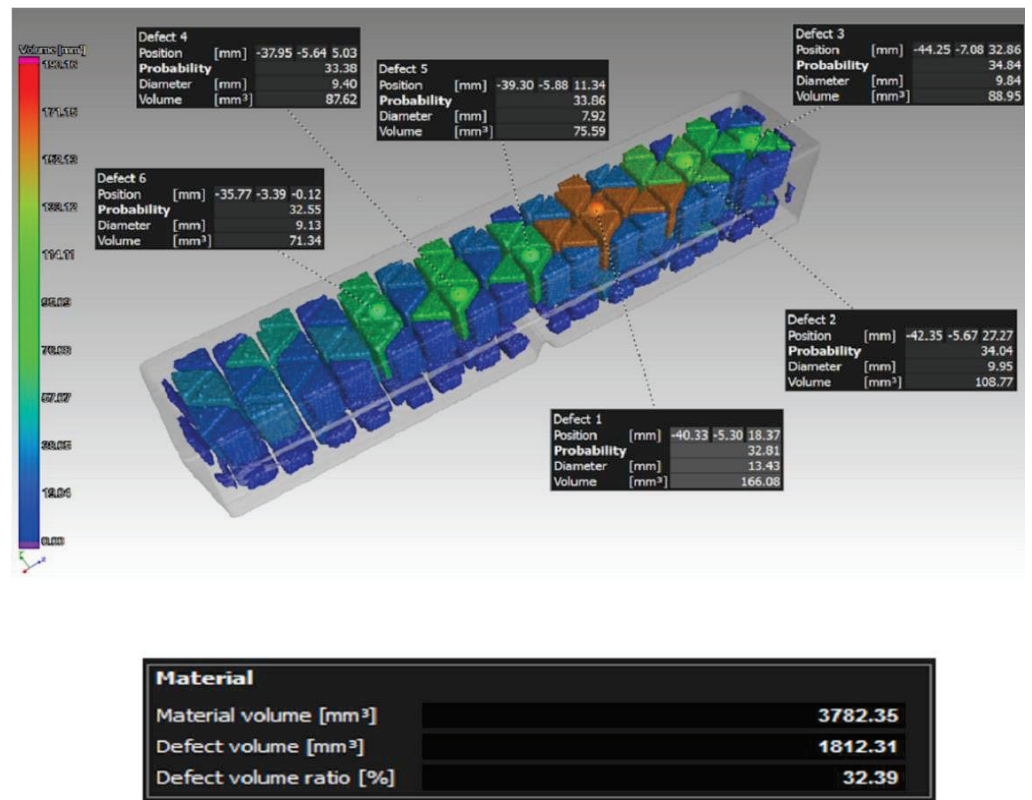 Volume [mm³]
171.15
19.04
Defect 4
Position [mm] -37.95 -5.64 5.03
Probability 33.38
Diameter [mm] 9.40
Volume [mm³] 87.62
Defect 5
Position [mm] -39.30 -5.88 11.34
Probability 33.86
Diameter [mm] 7.92
Volume [mm³] 75.59
Defect 3
Position [mm] -44.25 -7.08 32.86
Probability 34.84
Diameter [mm] 9.84
Volume [mm³] 88.95
Defect 6
Position [mm] -35.77 -3.39 -0.12
Probability 32.55
Diameter [mm] 9.13
Volume [mm³] 71.34
Defect 2
Position [mm] -42.35 -5.67 27.27
Probability 34.04
Diameter [mm] 9.95
Volume [mm³] 108.77
Defect 1
Position [mm] -40.33 -5.30 18.37
Probability 32.81
Diameter [mm] 13.43
Volume [mm³] 166.08
Material
Material volume [mm³] 3782.35
Defect volume [mm³] 1812.31
Defect volume ratio [%] 32.39